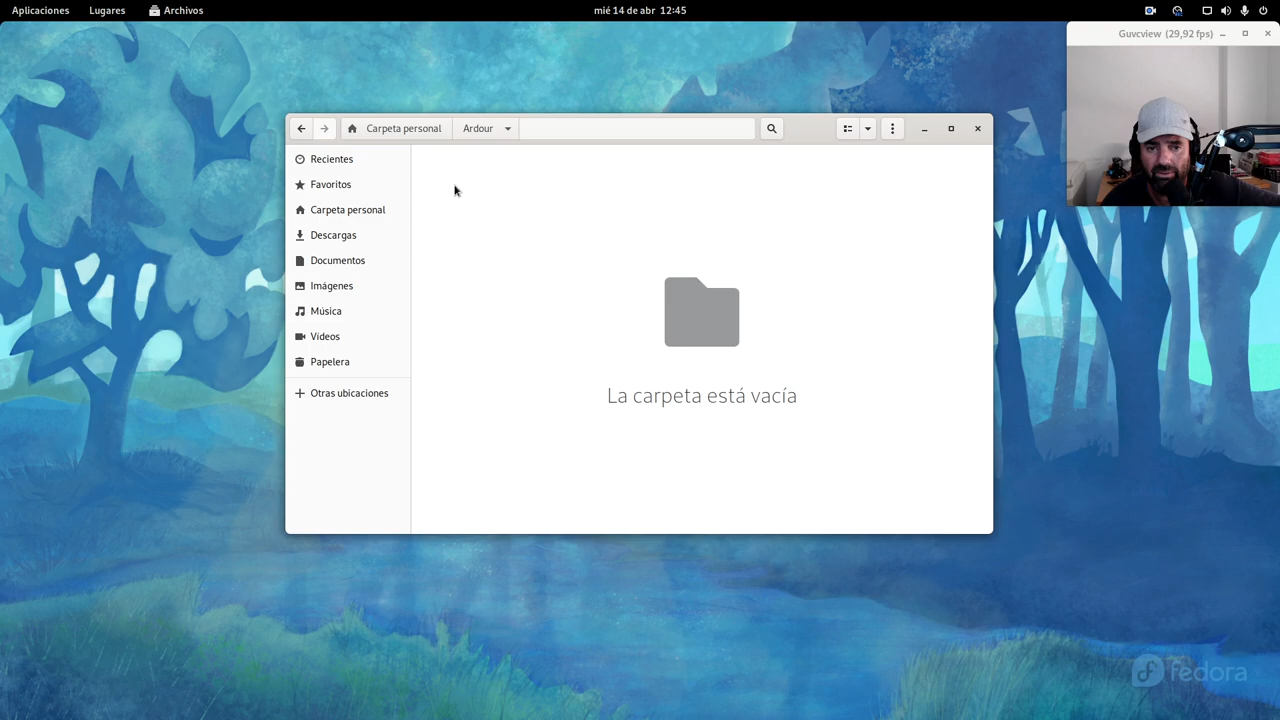 Aplicaciones Lugares Archivos mié 14 de abr 12:45
Guvcview (29,92 fps)
Carpeta personal Ardour
Recientes
Favoritos
Carpeta personal
Descargas
Documentos
Imágenes
Música
Vídeos
Papelera
Otras ubicaciones
La carpeta está vacía
fedora